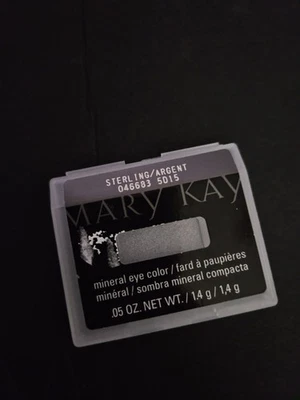 STERLING/ARGENT
046683 5D15
MARY KAY
mineral eye color / fard à paupières
minéral / sombra mineral compacta
.05 OZ. NET WT. / 1,4 g / 1,4 g